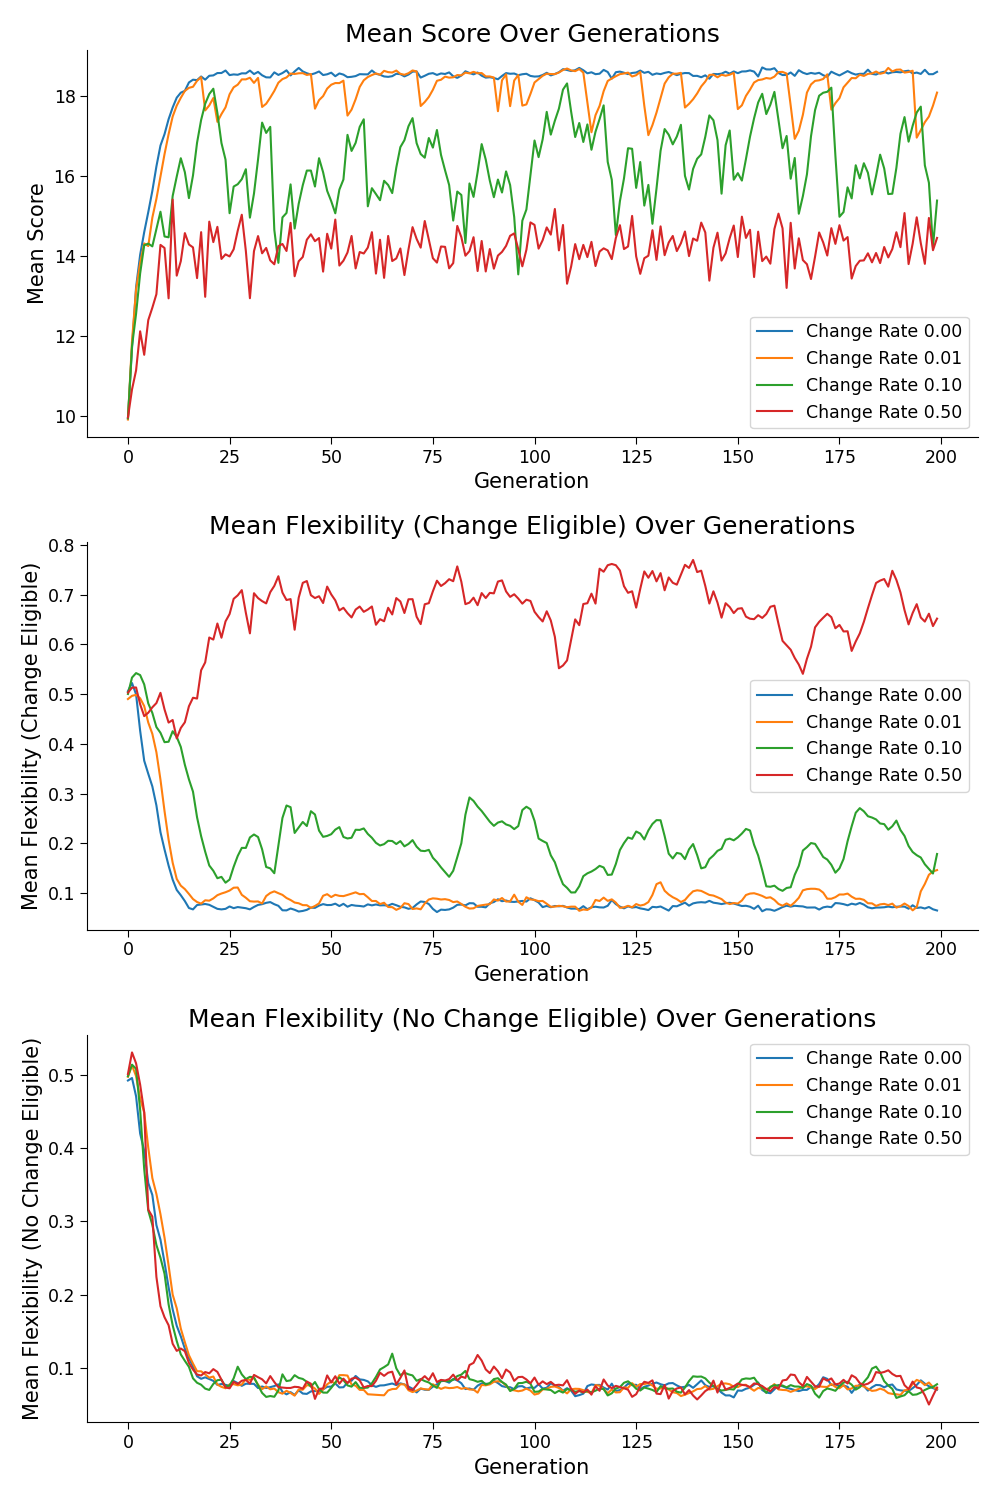 Mean Score Over Generations
Mean Score
18
16
14
12
10
Change Rate 0.00
Change Rate 0.01
Change Rate 0.10
Change Rate 0.50
0 25 50 75 100 125 150 175 200
Generation
Mean Flexibility (Change Eligible) Over Generations
Mean Flexibility (Change Eligible)
0.8
0.7
0.6
0.5
0.4
0.3
0.2
0.1
Change Rate 0.00
Change Rate 0.01
Change Rate 0.10
Change Rate 0.50
0 25 50 75 100 125 150 175 200
Generation
Mean Flexibility (No Change Eligible) Over Generations
Mean Flexibility (No Change Eligible)
0.5
0.4
0.3
0.2
0.1
Change Rate 0.00
Change Rate 0.01
Change Rate 0.10
Change Rate 0.50
0 25 50 75 100 125 150 175 200
Generation